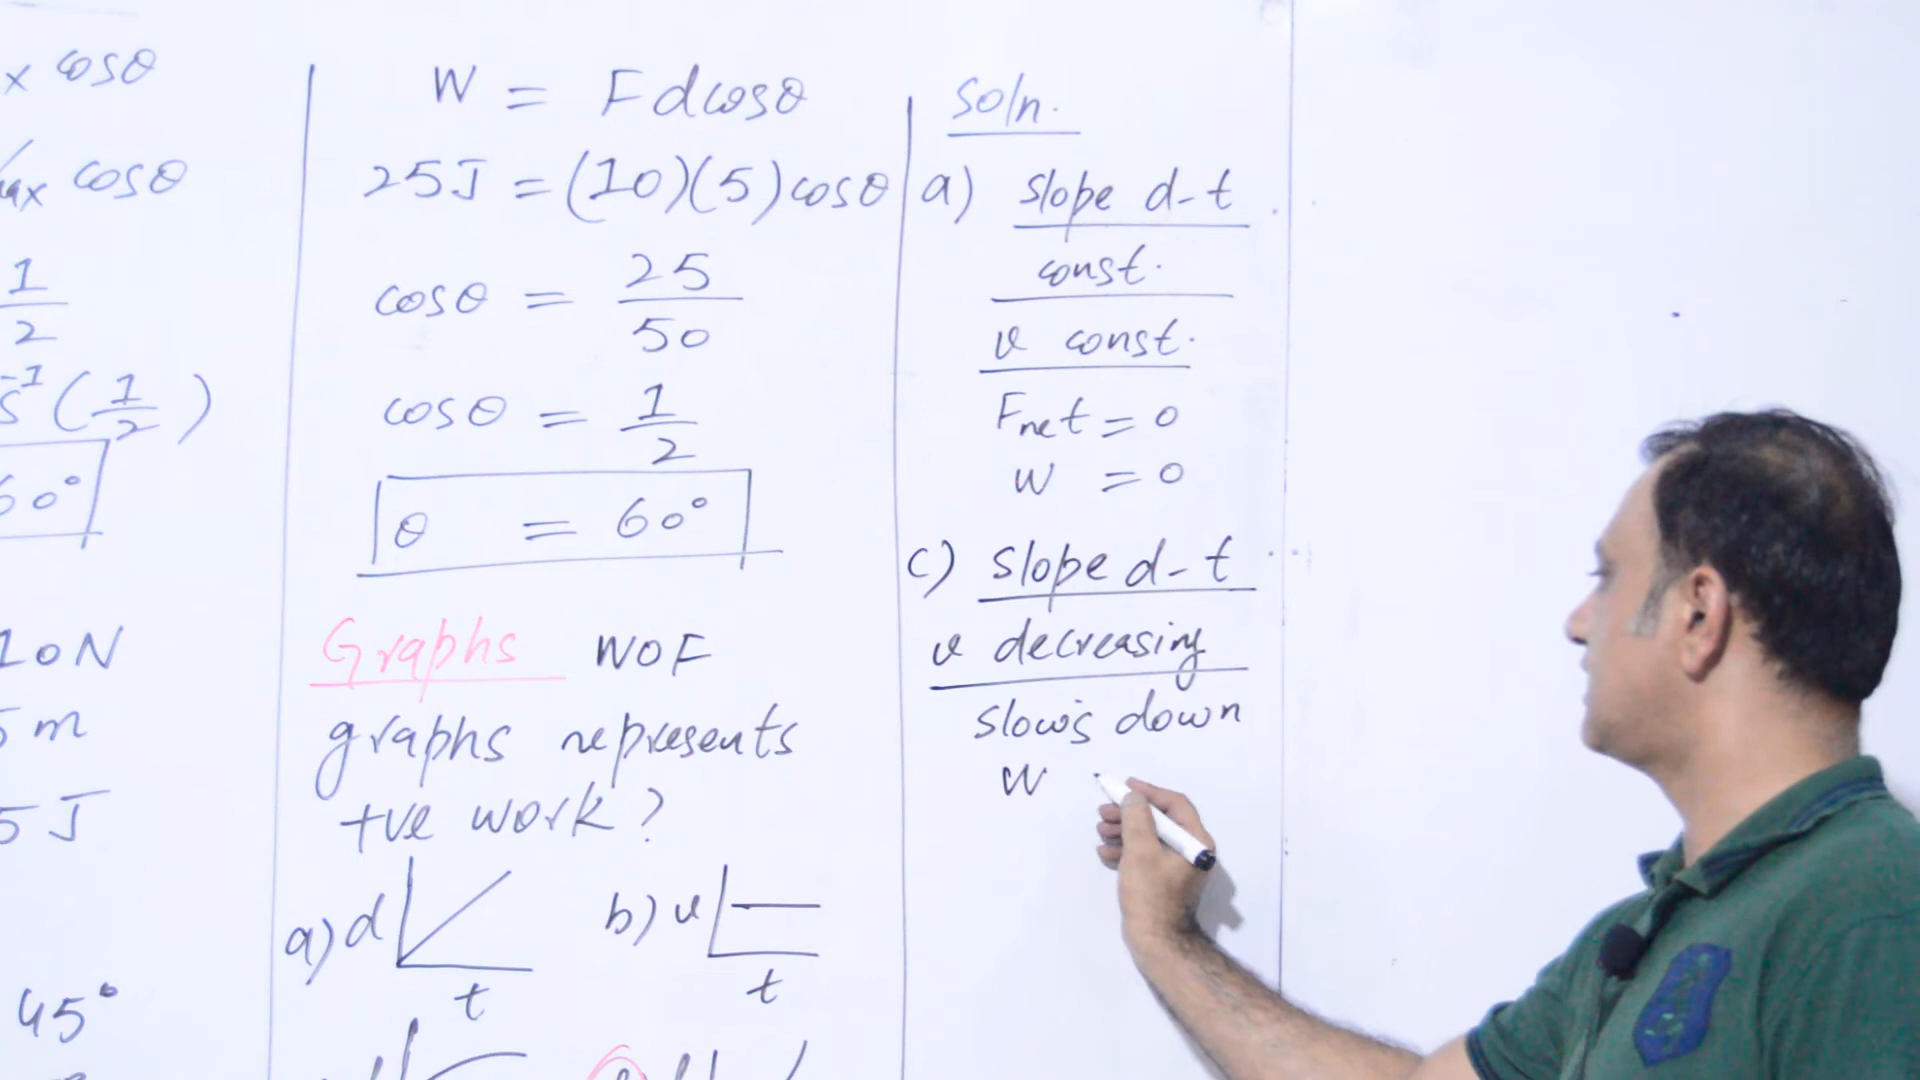 x cosθ
cosθ
1
2
(1/2)
60°
10N
5m
5J
45°
W = Fdcosθ
25J = (10)(5)cosθ
cosθ = 25/50
cosθ = 1/2
θ = 60°
Graphs WOF
graphs represents
+ve work?
a) d
t
b) v
t
Soln.
a) slope d-t
const.
v const.
Fnet = 0
W = 0
c) slope d-t
v decreasing
slows down
W